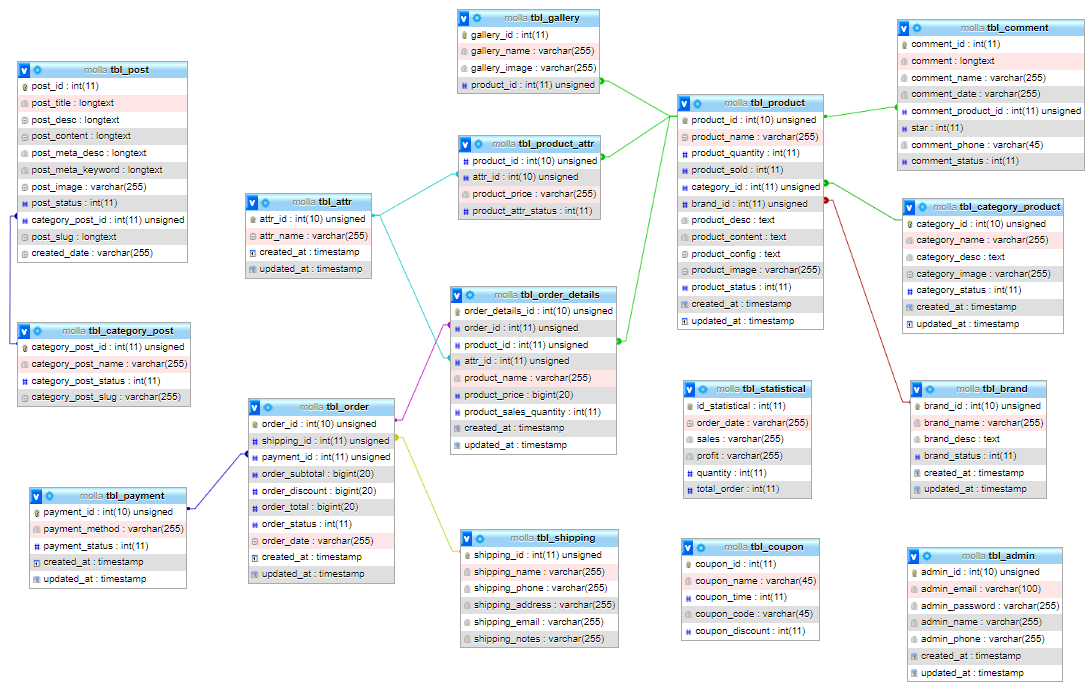 molla tbl_gallery
gallery_id : int(11)
gallery_name : varchar(255)
gallery_image : varchar(255)
product_id : int(11) unsigned
molla tbl_comment
comment_id : int(11)
comment : longtext
comment_name : varchar(255)
comment_date : varchar(255)
comment_product_id : int(11) unsigned
star : int(11)
comment_phone : varchar(45)
comment_status : int(11)
molla tbl_post
post_id : int(11)
post_title : longtext
post_desc : longtext
post_content : longtext
post_meta_desc : longtext
post_meta_keyword : longtext
post_image : varchar(255)
post_status : int(11)
category_post_id : int(11) unsigned
post_slug : longtext
created_date : varchar(255)
molla tbl_product
product_id : int(10) unsigned
product_name : varchar(255)
product_quantity : int(11)
product_sold : int(11)
category_id : int(11) unsigned
brand_id : int(11) unsigned
product_desc : text
product_content : text
product_config : text
product_image : varchar(255)
product_status : int(11)
created_at : timestamp
updated_at : timestamp
molla tbl_product_attr
product_id : int(10) unsigned
attr_id : int(10) unsigned
product_price : varchar(255)
product_attr_status : int(11)
molla tbl_attr
attr_id : int(10) unsigned
attr_name : varchar(255)
created_at : timestamp
updated_at : timestamp
molla tbl_category_product
category_id : int(10) unsigned
category_name : varchar(255)
category_desc : text
category_image : varchar(255)
category_status : int(11)
created_at : timestamp
updated_at : timestamp
molla tbl_order_details
order_details_id : int(10) unsigned
order_id : int(11) unsigned
product_id : int(11) unsigned
attr_id : int(11) unsigned
product_name : varchar(255)
product_price : bigint(20)
product_sales_quantity : int(11)
created_at : timestamp
updated_at : timestamp
molla tbl_category_post
category_post_id : int(11) unsigned
category_post_name : varchar(255)
category_post_status : int(11)
category_post_slug : varchar(255)
molla tbl_statistical
id_statistical : int(11)
order_date : varchar(255)
sales : varchar(255)
profit : varchar(255)
quantity : int(11)
total_order : int(11)
molla tbl_brand
brand_id : int(10) unsigned
brand_name : varchar(255)
brand_desc : text
brand_status : int(11)
created_at : timestamp
updated_at : timestamp
molla tbl_order
order_id : int(10) unsigned
shipping_id : int(11) unsigned
payment_id : int(11) unsigned
order_subtotal : bigint(20)
order_discount : bigint(20)
order_total : bigint(20)
order_status : int(11)
order_date : varchar(255)
created_at : timestamp
updated_at : timestamp
molla tbl_payment
payment_id : int(10) unsigned
payment_method : varchar(255)
payment_status : int(11)
created_at : timestamp
updated_at : timestamp
molla tbl_shipping
shipping_id : int(11) unsigned
shipping_name : varchar(255)
shipping_phone : varchar(255)
shipping_address : varchar(255)
shipping_email : varchar(255)
shipping_notes : varchar(255)
molla tbl_coupon
coupon_id : int(11)
coupon_name : varchar(45)
coupon_time : int(11)
coupon_code : varchar(45)
coupon_discount : int(11)
molla tbl_admin
admin_id : int(10) unsigned
admin_email : varchar(100)
admin_password : varchar(255)
admin_name : varchar(255)
admin_phone : varchar(255)
created_at : timestamp
updated_at : timestamp